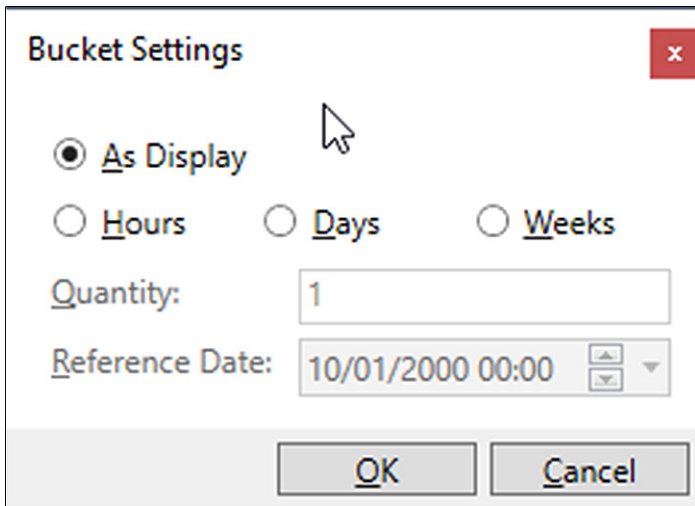 Bucket Settings
x
As Display
Hours Days Weeks
Quantity: 1
Reference Date: 10/01/2000 00:00
OK Cancel